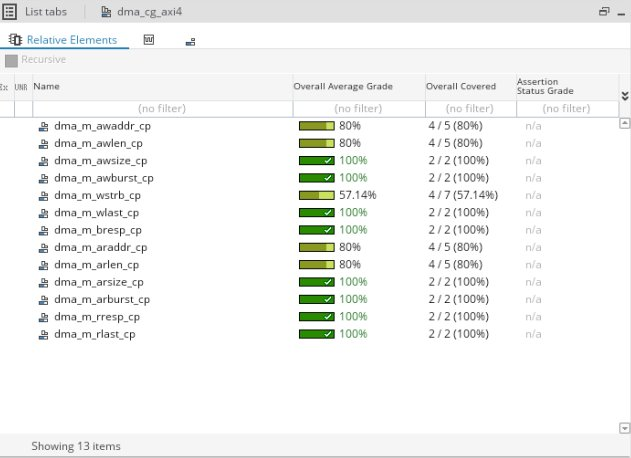 List tabs dma_cg_axi4
Relative Elements
Recursive
Ex UNR Name Overall Average Grade Overall Covered Assertion Status Grade
(no filter) (no filter) (no filter) (no filter)
dma_m_awaddr_cp 80% 4 / 5 (80%) n/a
dma_m_awlen_cp 80% 4 / 5 (80%) n/a
dma_m_awsize_cp 100% 2 / 2 (100%) n/a
dma_m_awburst_cp 100% 2 / 2 (100%) n/a
dma_m_wstrb_cp 57.14% 4 / 7 (57.14%) n/a
dma_m_wlast_cp 100% 2 / 2 (100%) n/a
dma_m_bresp_cp 100% 2 / 2 (100%) n/a
dma_m_araddr_cp 80% 4 / 5 (80%) n/a
dma_m_arlen_cp 80% 4 / 5 (80%) n/a
dma_m_arsize_cp 100% 2 / 2 (100%) n/a
dma_m_arburst_cp 100% 2 / 2 (100%) n/a
dma_m_rresp_cp 100% 2 / 2 (100%) n/a
dma_m_rlast_cp 100% 2 / 2 (100%) n/a
Showing 13 items